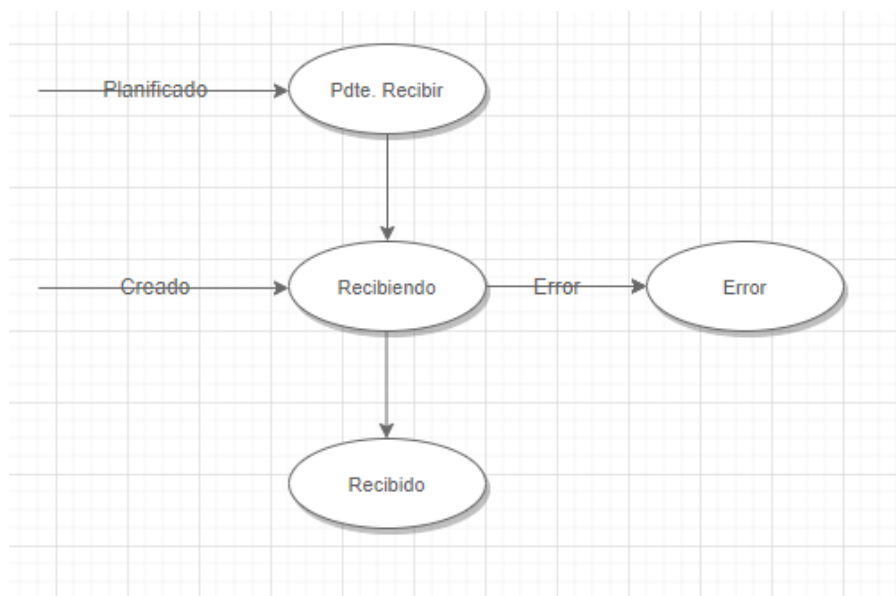 Planificado
Pdte. Recibir
Creado
Recibiendo
Error
Error
Recibido